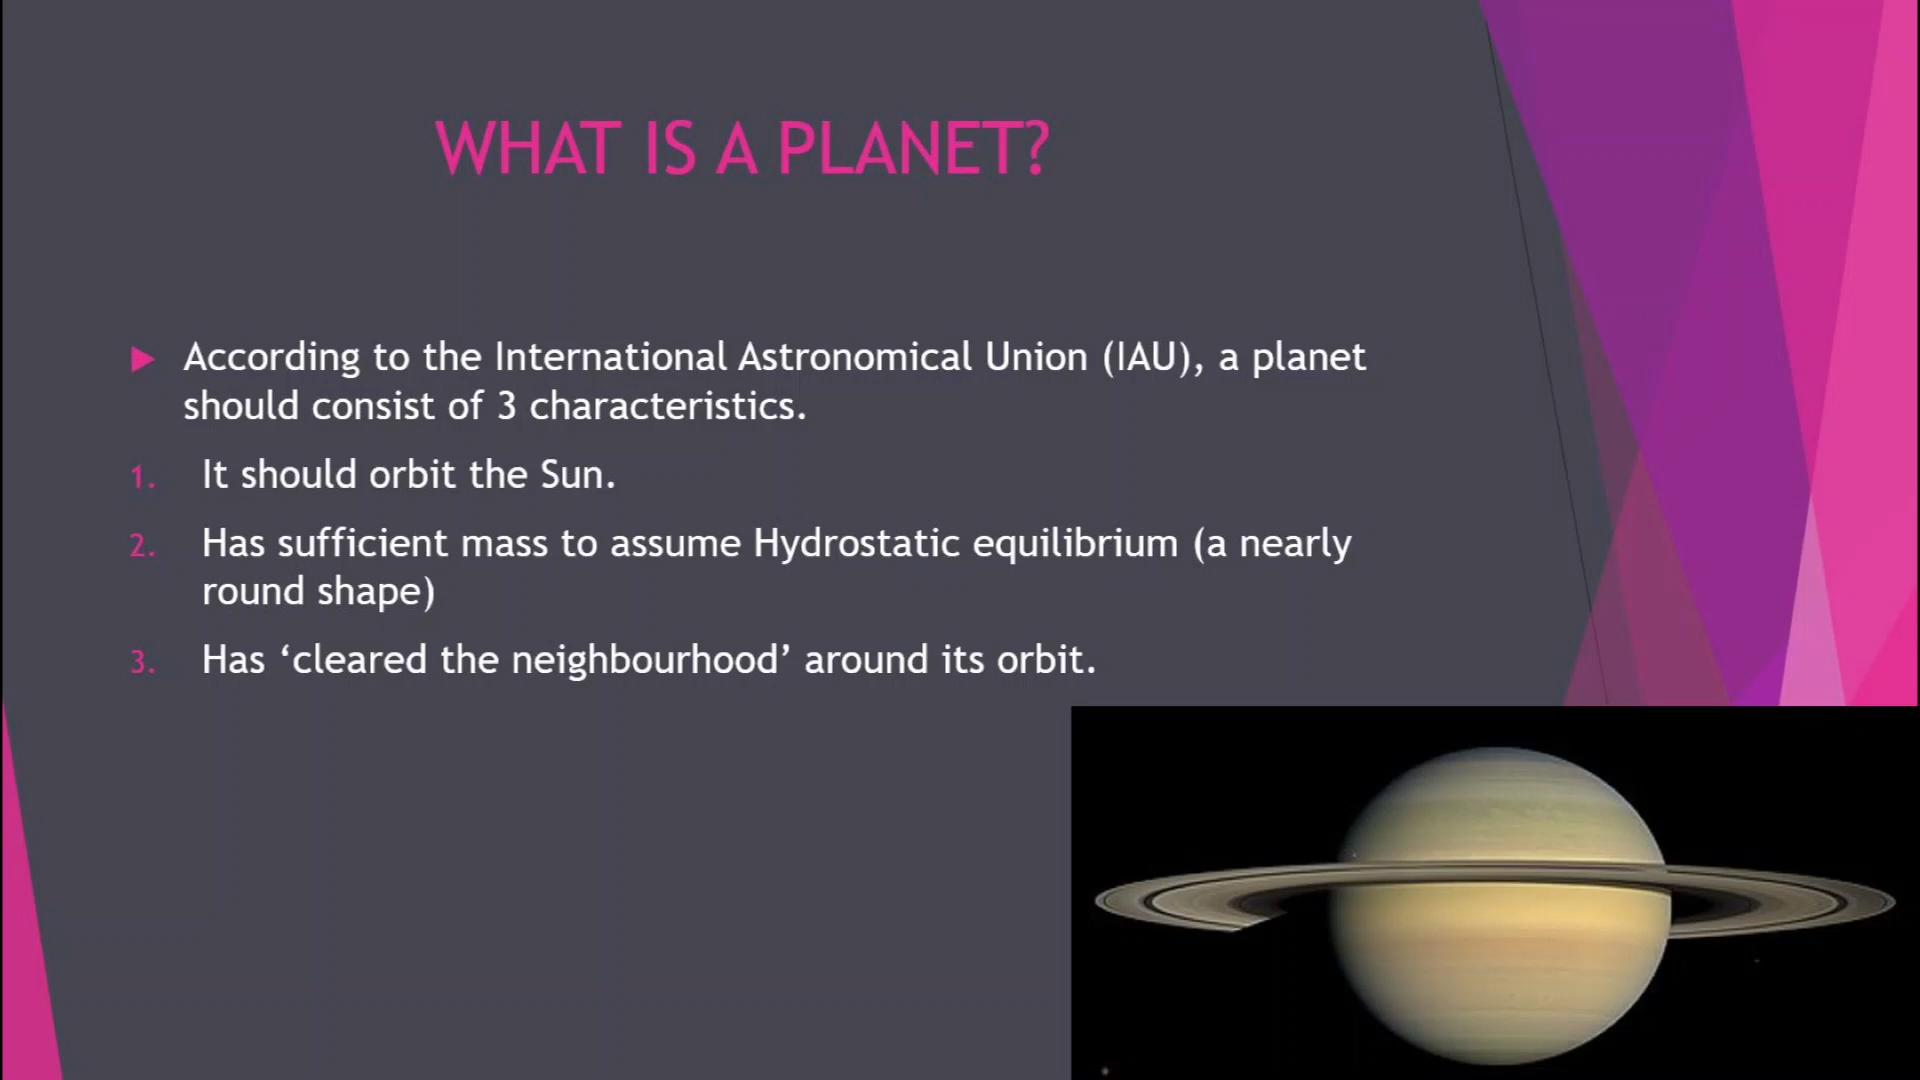 WHAT IS A PLANET?
According to the International Astronomical Union (IAU), a planet
should consist of 3 characteristics.
1. It should orbit the Sun.
2. Has sufficient mass to assume Hydrostatic equilibrium (a nearly
round shape)
3. Has ‘cleared the neighbourhood’ around its orbit.